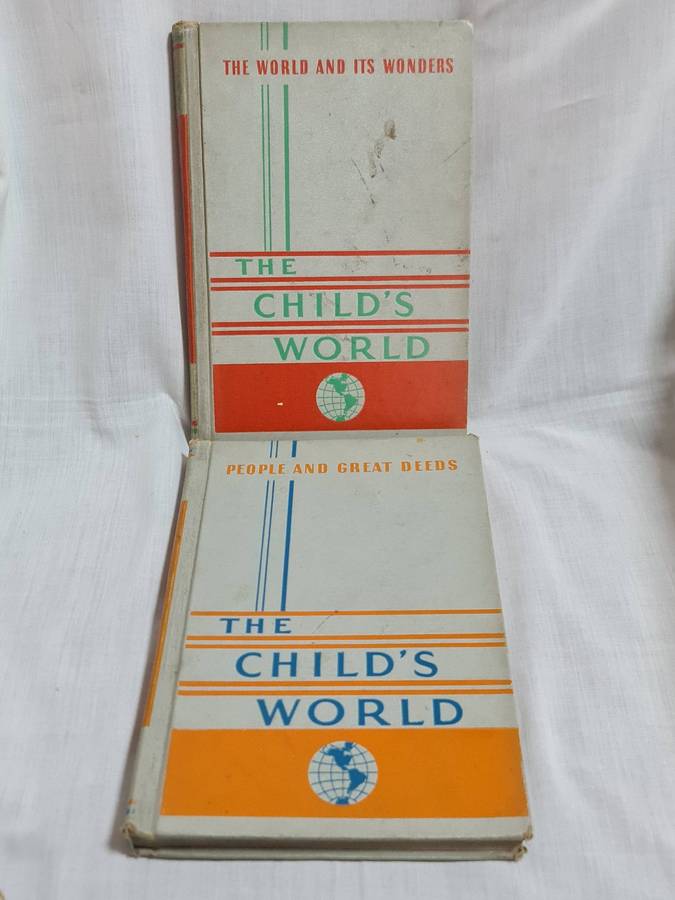 THE WORLD AND ITS WONDERS
THE
CHILD'S
WORLD
PEOPLE AND GREAT DEEDS
THE
CHILD'S
WORLD